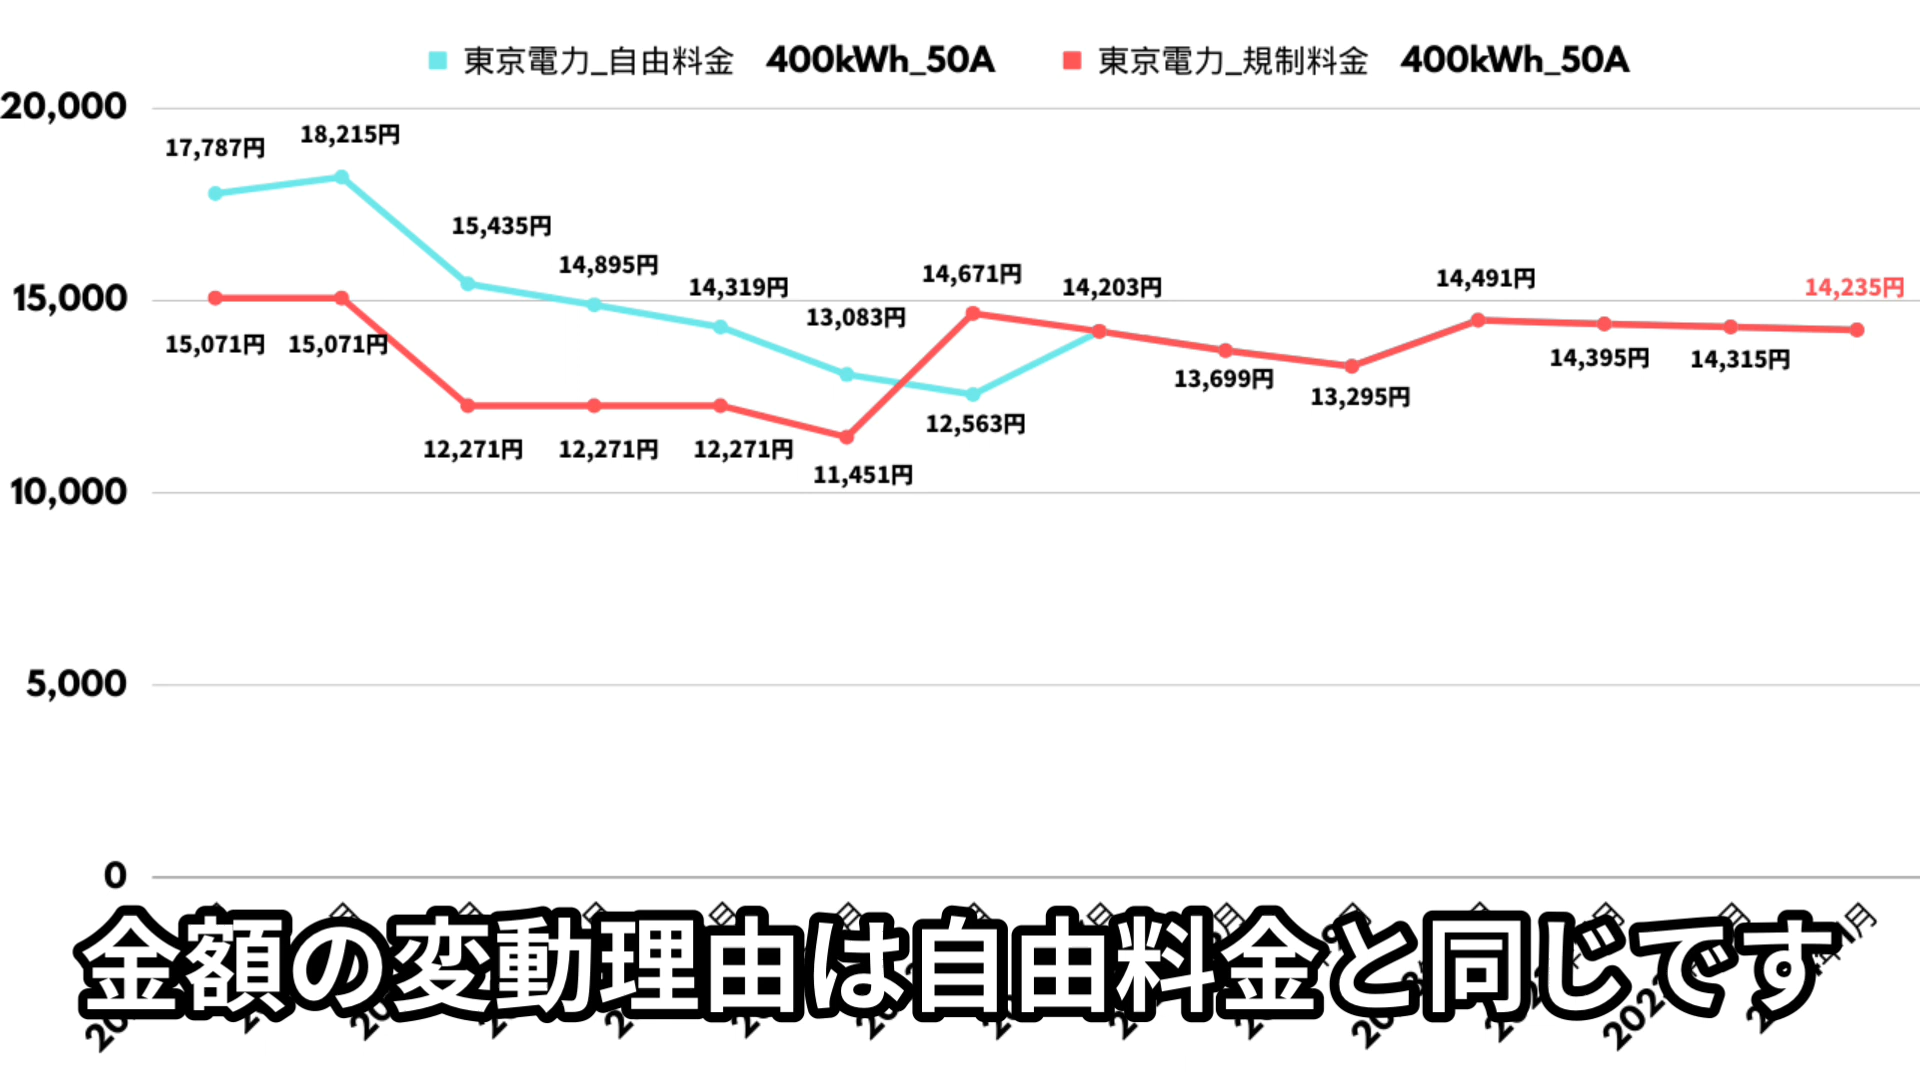 東京電力_自由料金 400kWh_50A 東京電力_規制料金 400kWh_50A
20,000
17,787円 18,215円
15,435円
14,895円 14,319円 13,083円 14,671円 14,203円 14,491円 14,235円
15,000
15,071円 15,071円 14,395円 14,315円
13,699円 13,295円
12,563円
12,271円 12,271円 12,271円 11,451円
10,000
5,000
0
金額の変動理由は自由料金と同じです